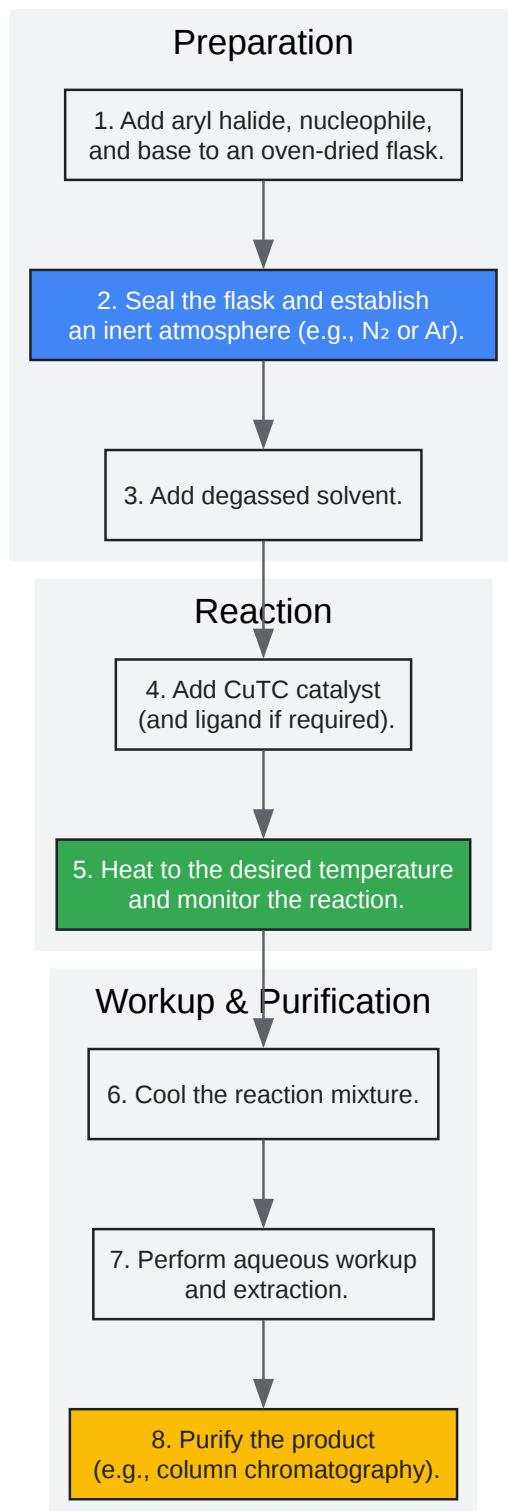 Preparation
1. Add aryl halide, nucleophile,
and base to an oven-dried flask.
2. Seal the flask and establish
an inert atmosphere (e.g., N₂ or Ar).
3. Add degassed solvent.
Reaction
4. Add CuTC catalyst
(and ligand if required).
5. Heat to the desired temperature
and monitor the reaction.
Workup & Purification
6. Cool the reaction mixture.
7. Perform aqueous workup
and extraction.
8. Purify the product
(e.g., column chromatography).